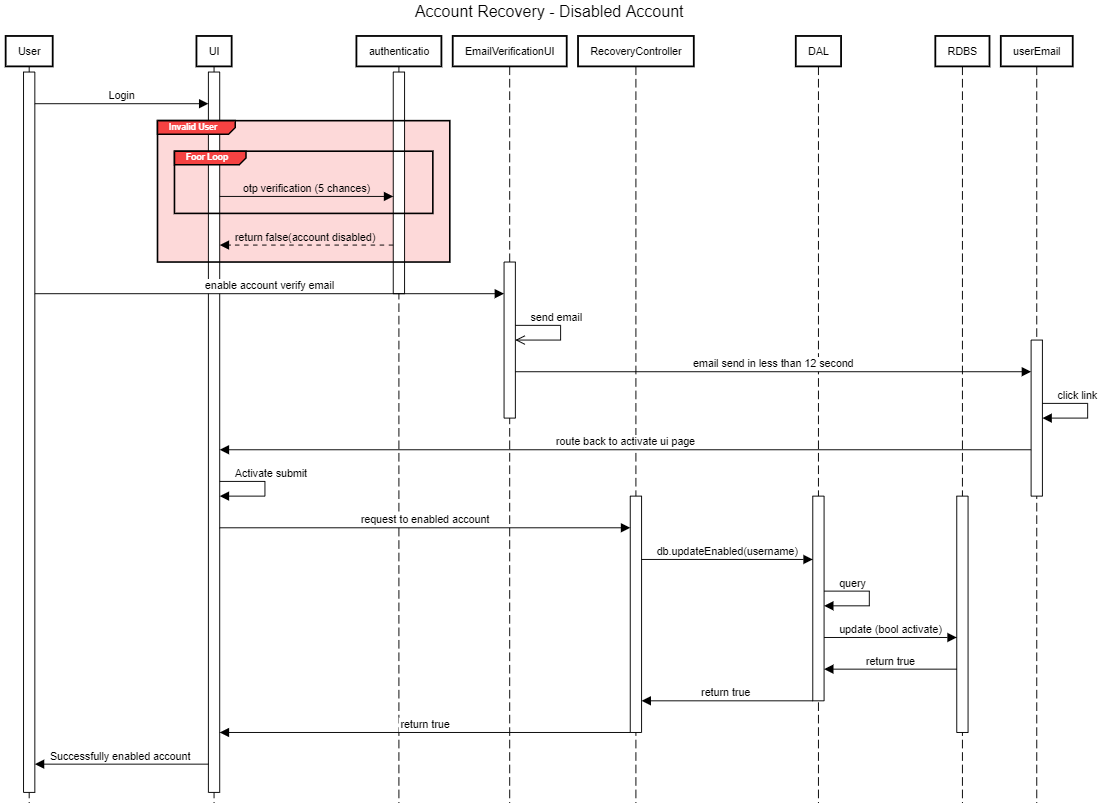 Account Recovery - Disabled Account
User
UI
authenticatio
EmailVerificationUI
RecoveryController
DAL
RDBS
userEmail
Login
Invalid User
Foor Loop
otp verification (5 chances)
return false(account disabled)
enable account verify email
send email
email send in less than 12 second
click link
route back to activate ui page
Activate submit
request to enabled account
db.updateEnabled(username)
query
update (bool activate)
return true
return true
return true
Successfully enabled account